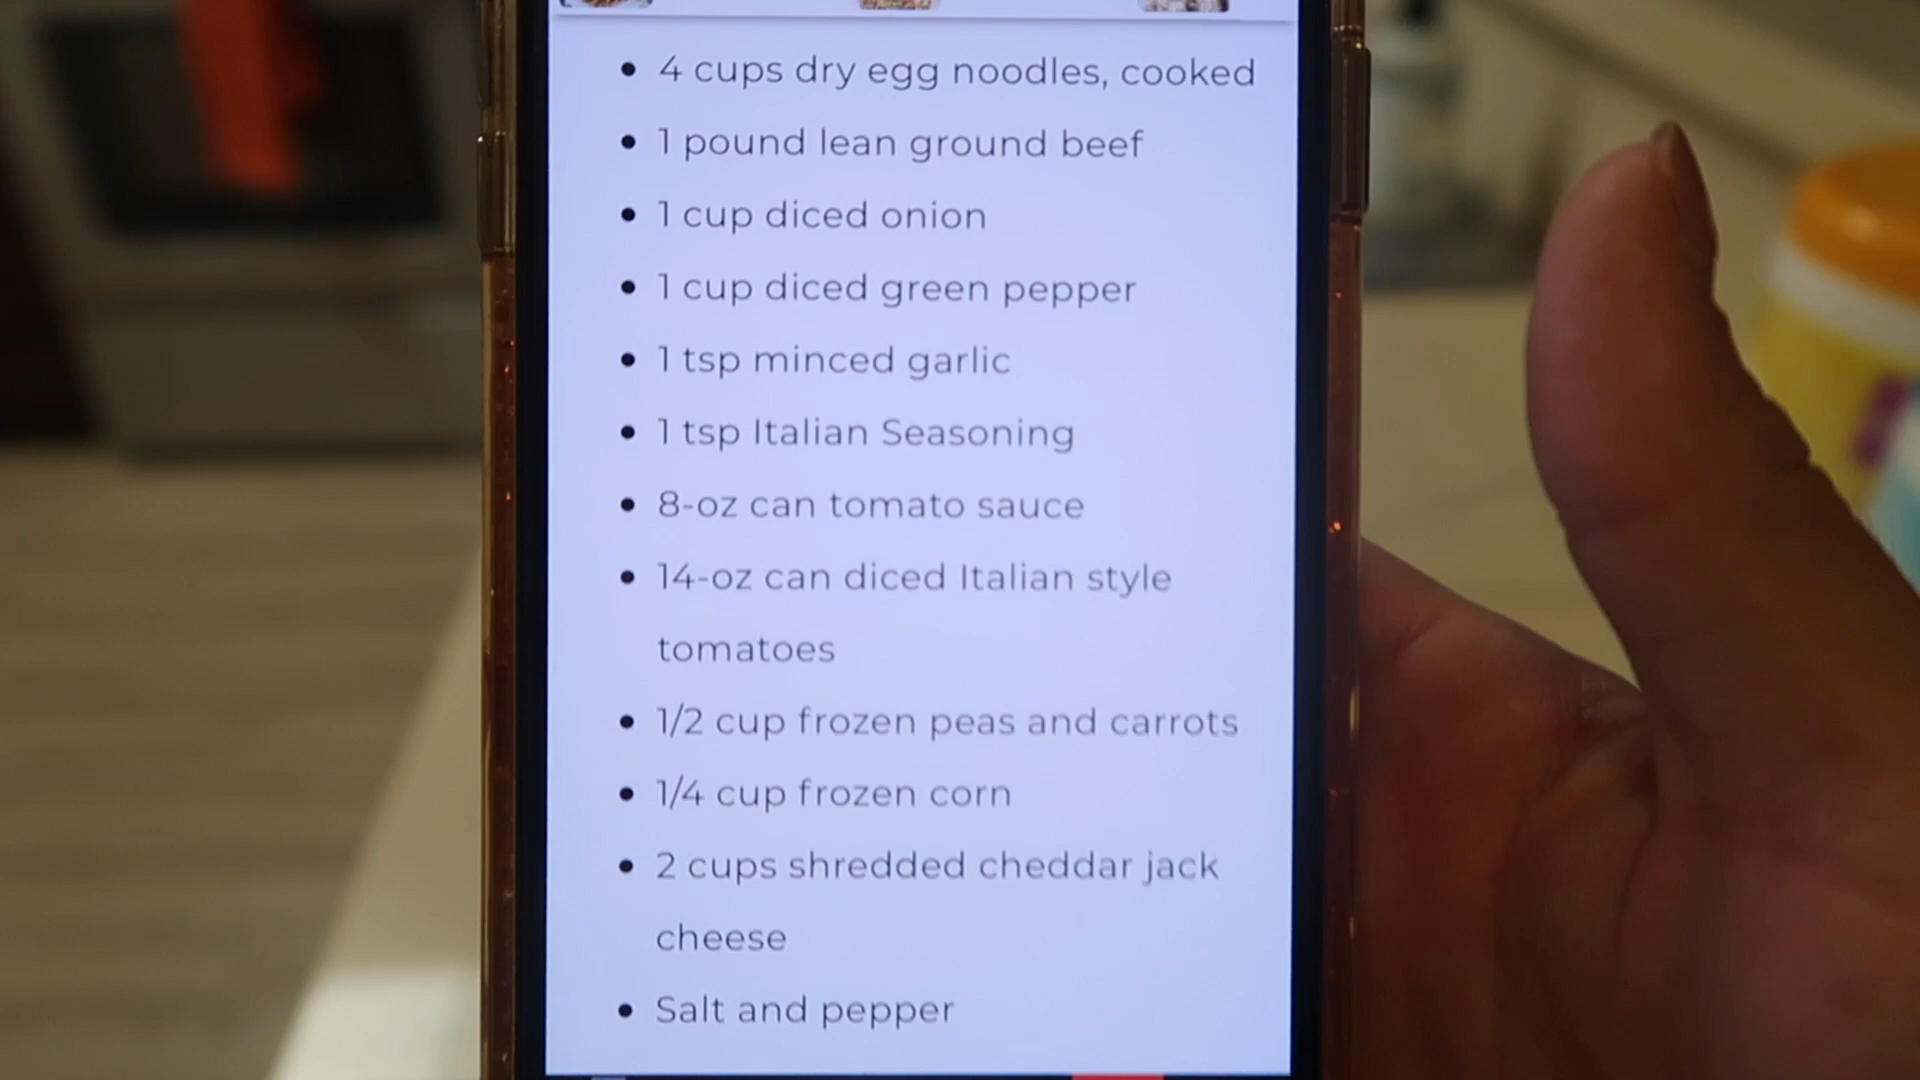 • 4 cups dry egg noodles, cooked
• 1 pound lean ground beef
• 1 cup diced onion
• 1 cup diced green pepper
• 1 tsp minced garlic
• 1 tsp Italian Seasoning
• 8-oz can tomato sauce
• 14-oz can diced Italian style
tomatoes
• 1/2 cup frozen peas and carrots
• 1/4 cup frozen corn
• 2 cups shredded cheddar jack
cheese
• Salt and pepper